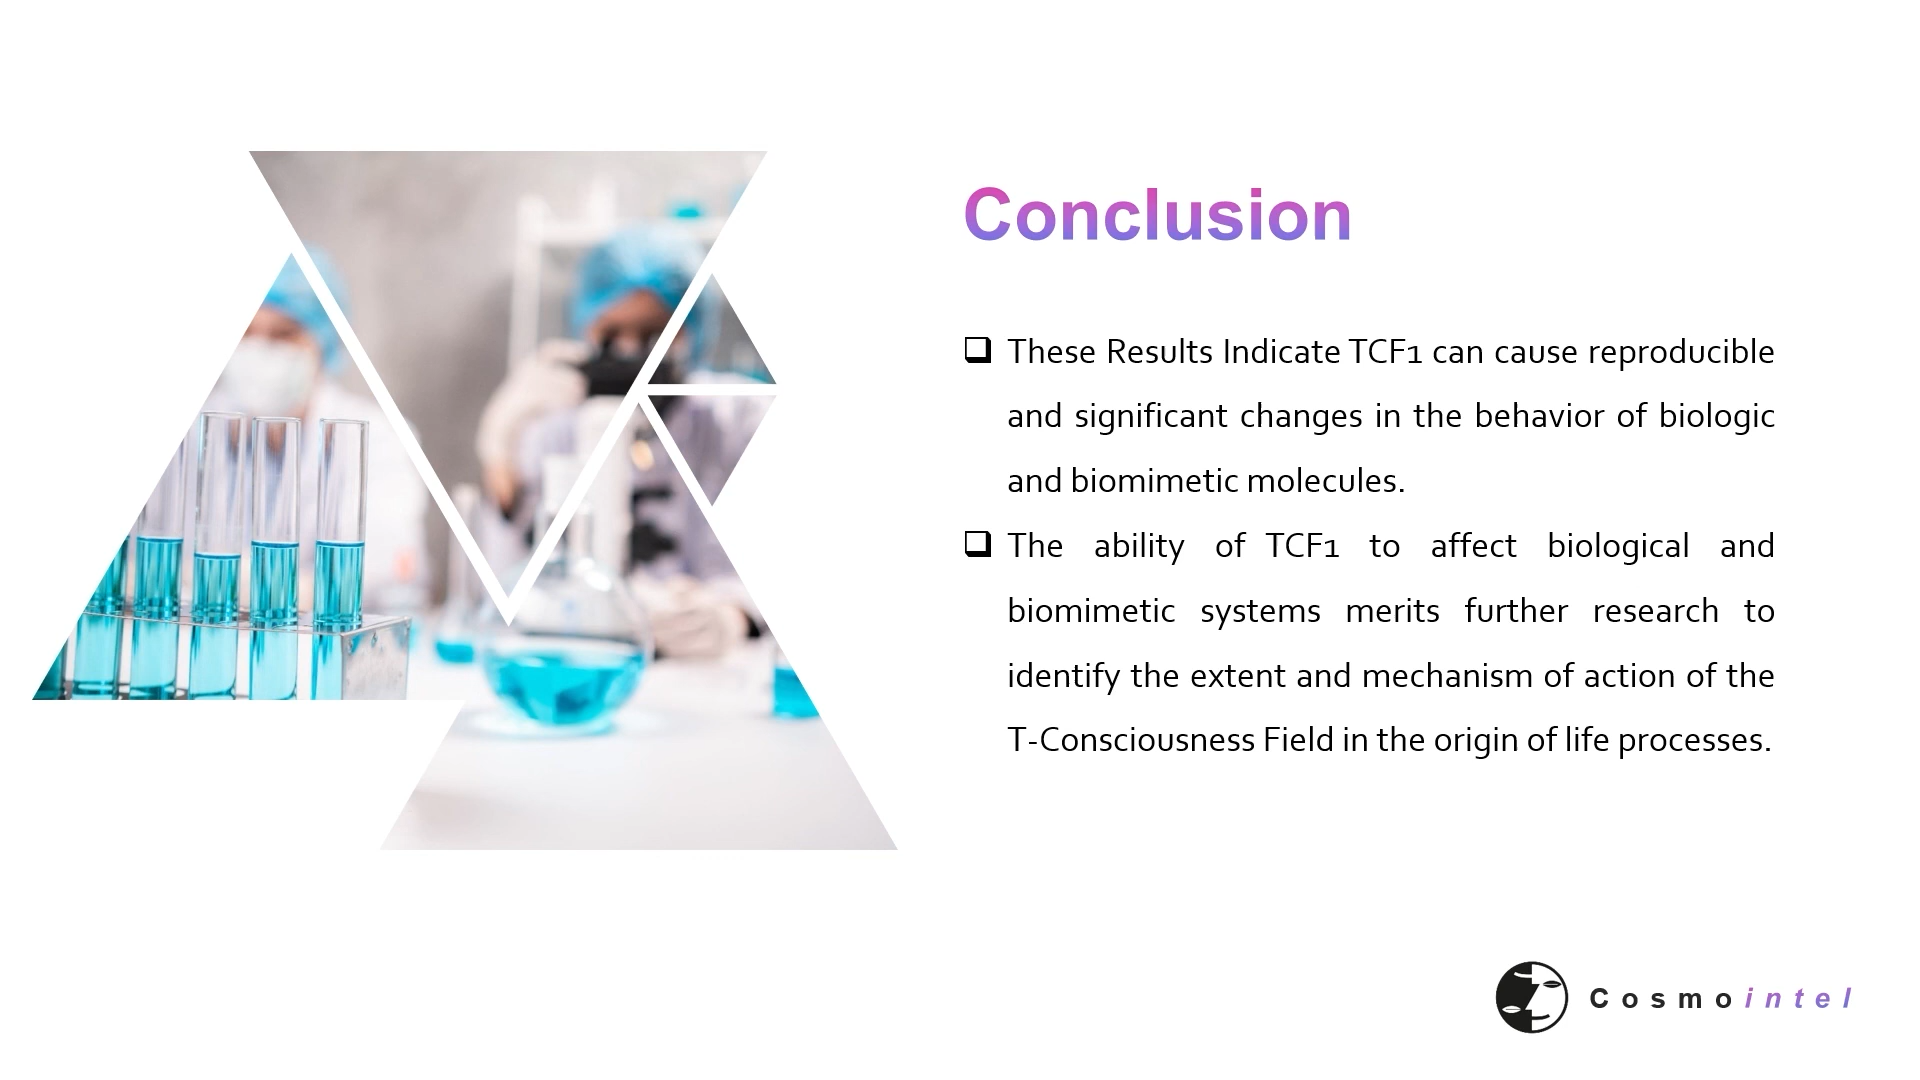 Conclusion
❑ These Results Indicate TCF1 can cause reproducible
and significant changes in the behavior of biologic
and biomimetic molecules.
❑ The ability of TCF1 to affect biological and
biomimetic systems merits further research to
identify the extent and mechanism of action of the
T-Consciousness Field in the origin of life processes.
Cosmointel